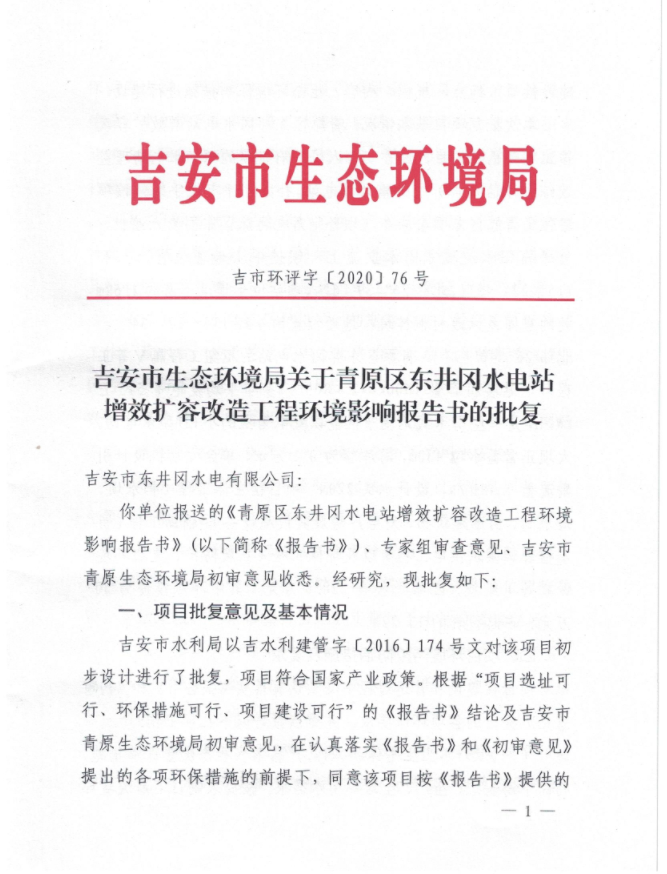 吉安市生态环境局
吉市环评字〔2020〕76号
吉安市生态环境局关于青原区东井冈水电站
增效扩容改造工程环境影响报告书的批复
吉安市东井冈水电有限公司:
你单位报送的《青原区东井冈水电站增效扩容改造工程环境
影响报告书》(以下简称《报告书》)、专家组审查意见、吉安市
青原生态环境局初审意见收悉。经研究，现批复如下:
一、项目批复意见及基本情况
吉安市水利局以吉水利建管字〔2016〕174号文对该项目初
步设计进行了批复，项目符合国家产业政策。根据“项目选址可
行、环保措施可行、项目建设可行”的《报告书》结论及吉安市
青原生态环境局初审意见，在认真落实《报告书》和《初审意见》
提出的各项环保措施的前提下，同意该项目按《报告书》提供的
— 1 —